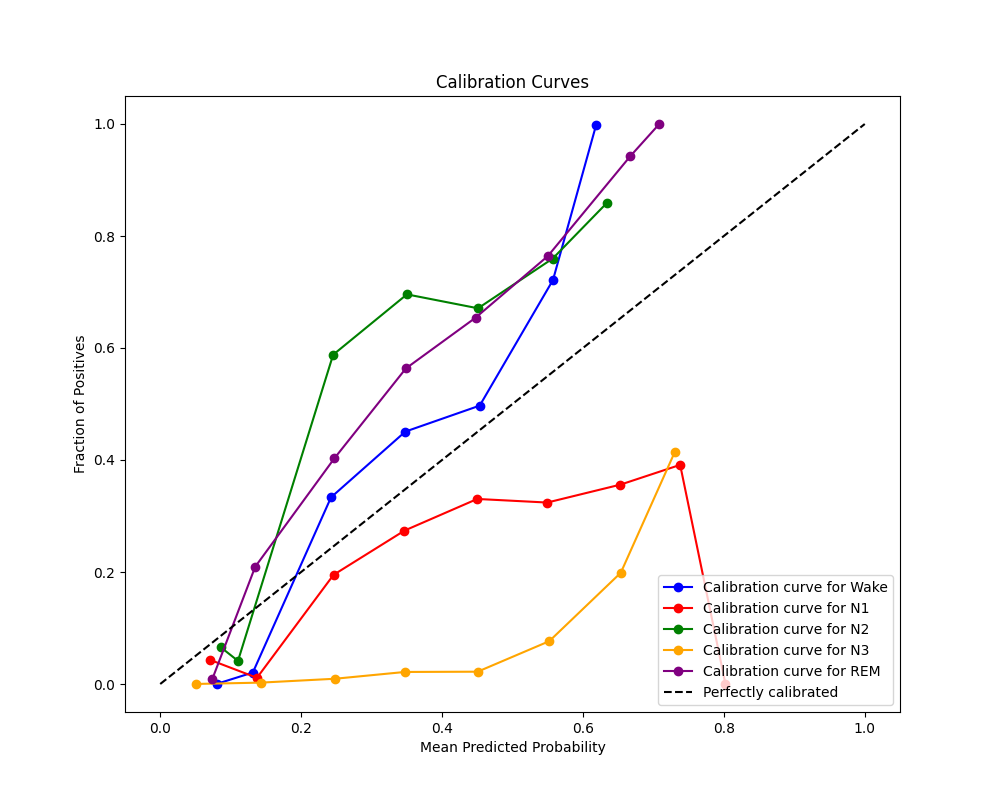 Calibration Curves
Fraction of Positives
1.0
0.8
0.6
0.4
0.2
0.0
0.0 0.2 0.4 0.6 0.8 1.0
Mean Predicted Probability
Calibration curve for Wake
Calibration curve for N1
Calibration curve for N2
Calibration curve for N3
Calibration curve for REM
Perfectly calibrated